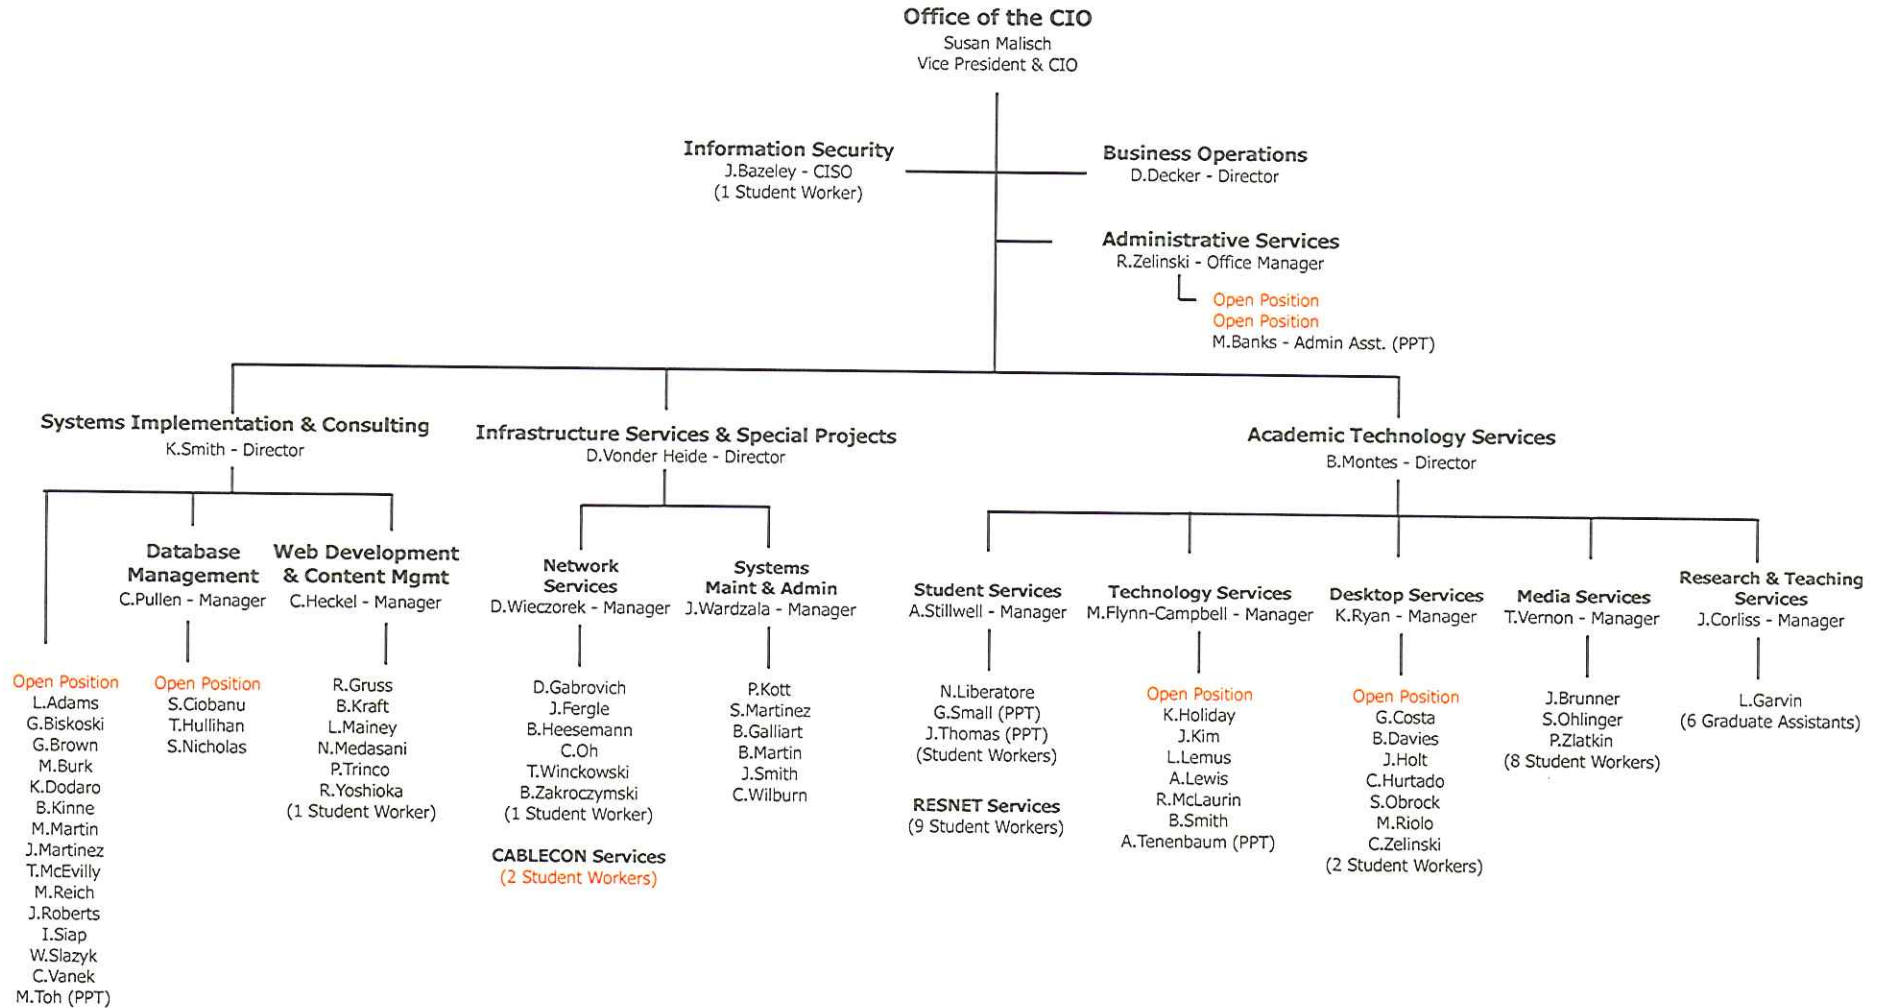 Office of the CIO
Susan Malisch
Vice President & CIO
Information Security
J.Bazeley - CISO
(1 Student Worker)
Business Operations
D.Decker - Director
Administrative Services
R.Zelinski - Office Manager
Open Position
Open Position
M.Banks - Admin Asst. (PPT)
Systems Implementation & Consulting
K.Smith - Director
Open Position
L.Adams
G.Biskoski
G.Brown
M.Burk
K.Dodaro
B.Kinne
M.Martin
J.Martinez
T.McEvilly
M.Reich
J.Roberts
I.Siap
W.Slazyk
C.Vanek
M.Toh (PPT)
Database
Management
C.Pullen - Manager
Open Position
S.Ciobanu
T.Hullihan
S.Nicholas
Web Development
& Content Mgmt
C.Heckel - Manager
R.Gruss
B.Kraft
L.Mainey
N.Medasani
P.Trinco
R.Yoshioka
(1 Student Worker)
Infrastructure Services & Special Projects
D.Vonder Heide - Director
Network
Services
D.Wieczorek - Manager
D.Gabrovich
J.Fergle
B.Heesemann
C.Oh
T.Winckowski
B.Zakroczymski
(1 Student Worker)
CABLECON Services
(2 Student Workers)
Systems
Maint & Admin
J.Wardzala - Manager
P.Kott
S.Martinez
B.Galliart
B.Martin
J.Smith
C.Wilburn
Academic Technology Services
B.Montes - Director
Student Services
A.Stillwell - Manager
N.Liberatore
G.Small (PPT)
J.Thomas (PPT)
(Student Workers)
RESNET Services
(9 Student Workers)
Technology Services
M.Flynn-Campbell - Manager
Open Position
K.Holiday
J.Kim
L.Lemus
A.Lewis
R.McLaurin
B.Smith
A.Tenenbaum (PPT)
Desktop Services
K.Ryan - Manager
Open Position
G.Costa
B.Davies
J.Holt
C.Hurtado
S.Obrock
M.Riolo
C.Zelinski
(2 Student Workers)
Media Services
T.Vernon - Manager
J.Brunner
S.Ohlinger
P.Zlatkin
(8 Student Workers)
Research & Teaching
Services
J.Corliss - Manager
L.Garvin
(6 Graduate Assistants)